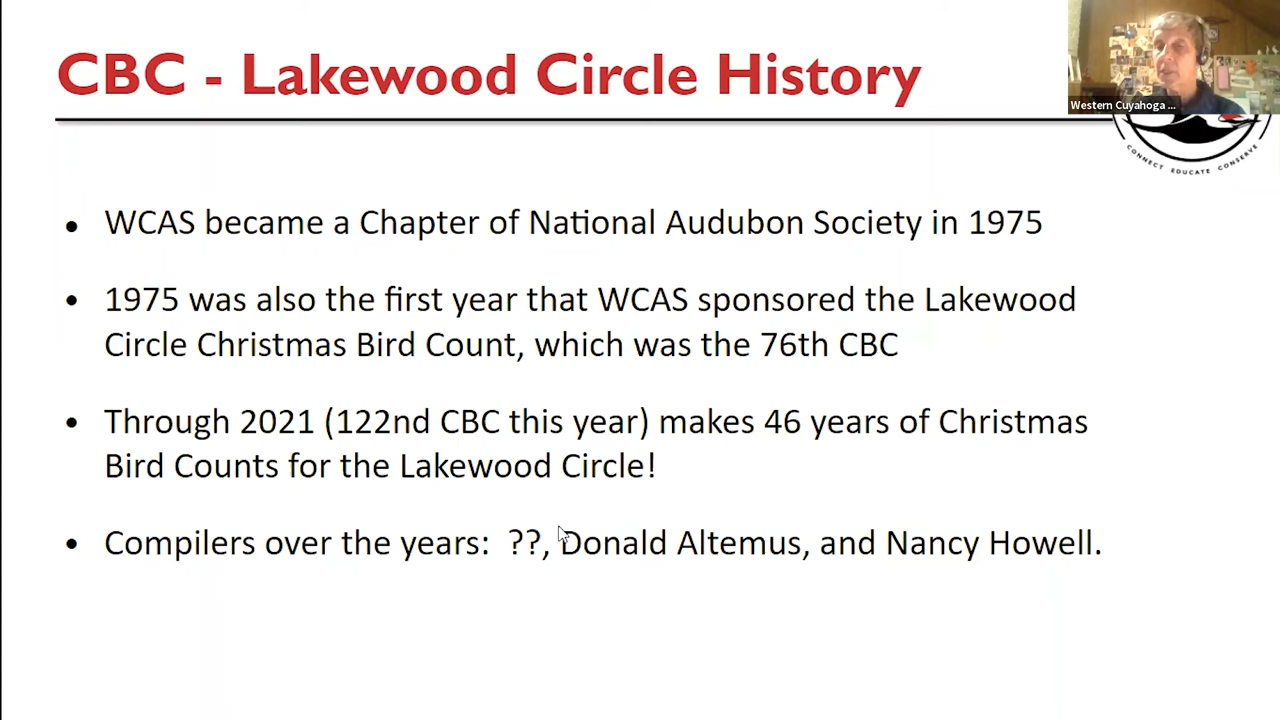 CBC - Lakewood Circle History
Western Cuyahoga ...
CONNECT EDUCATE CONSERVE
• WCAS became a Chapter of National Audubon Society in 1975
• 1975 was also the first year that WCAS sponsored the Lakewood
Circle Christmas Bird Count, which was the 76th CBC
• Through 2021 (122nd CBC this year) makes 46 years of Christmas
Bird Counts for the Lakewood Circle!
• Compilers over the years: ??, Donald Altemus, and Nancy Howell.